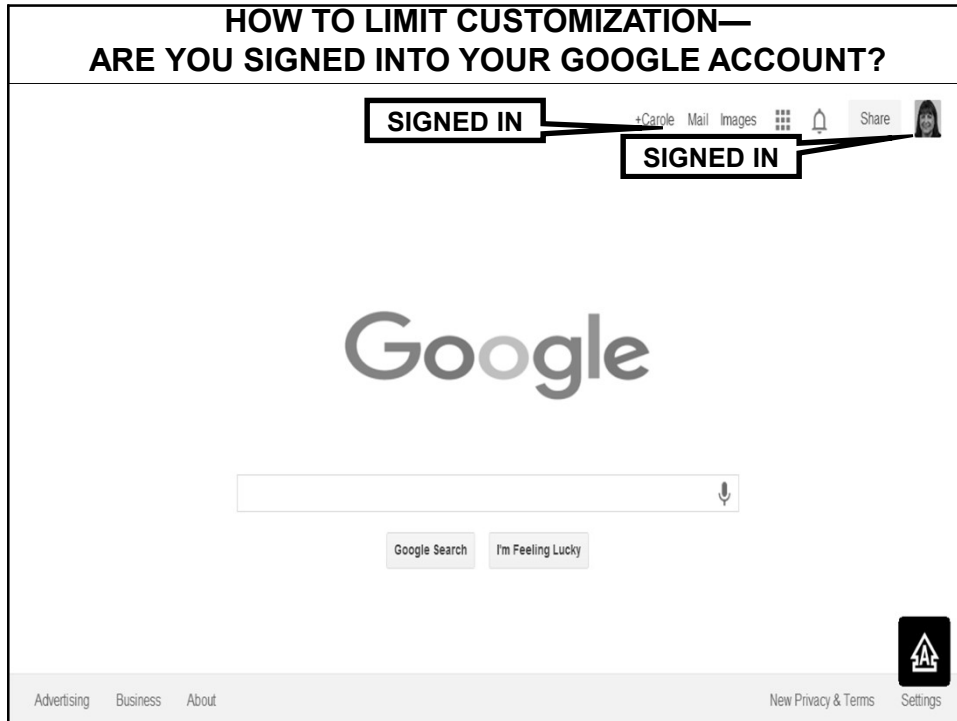 HOW TO LIMIT CUSTOMIZATION—
ARE YOU SIGNED INTO YOUR GOOGLE ACCOUNT?
SIGNED IN
+Carole Mail Images Share
SIGNED IN
Google
Google Search I'm Feeling Lucky
A
Advertising Business About New Privacy & Terms Settings